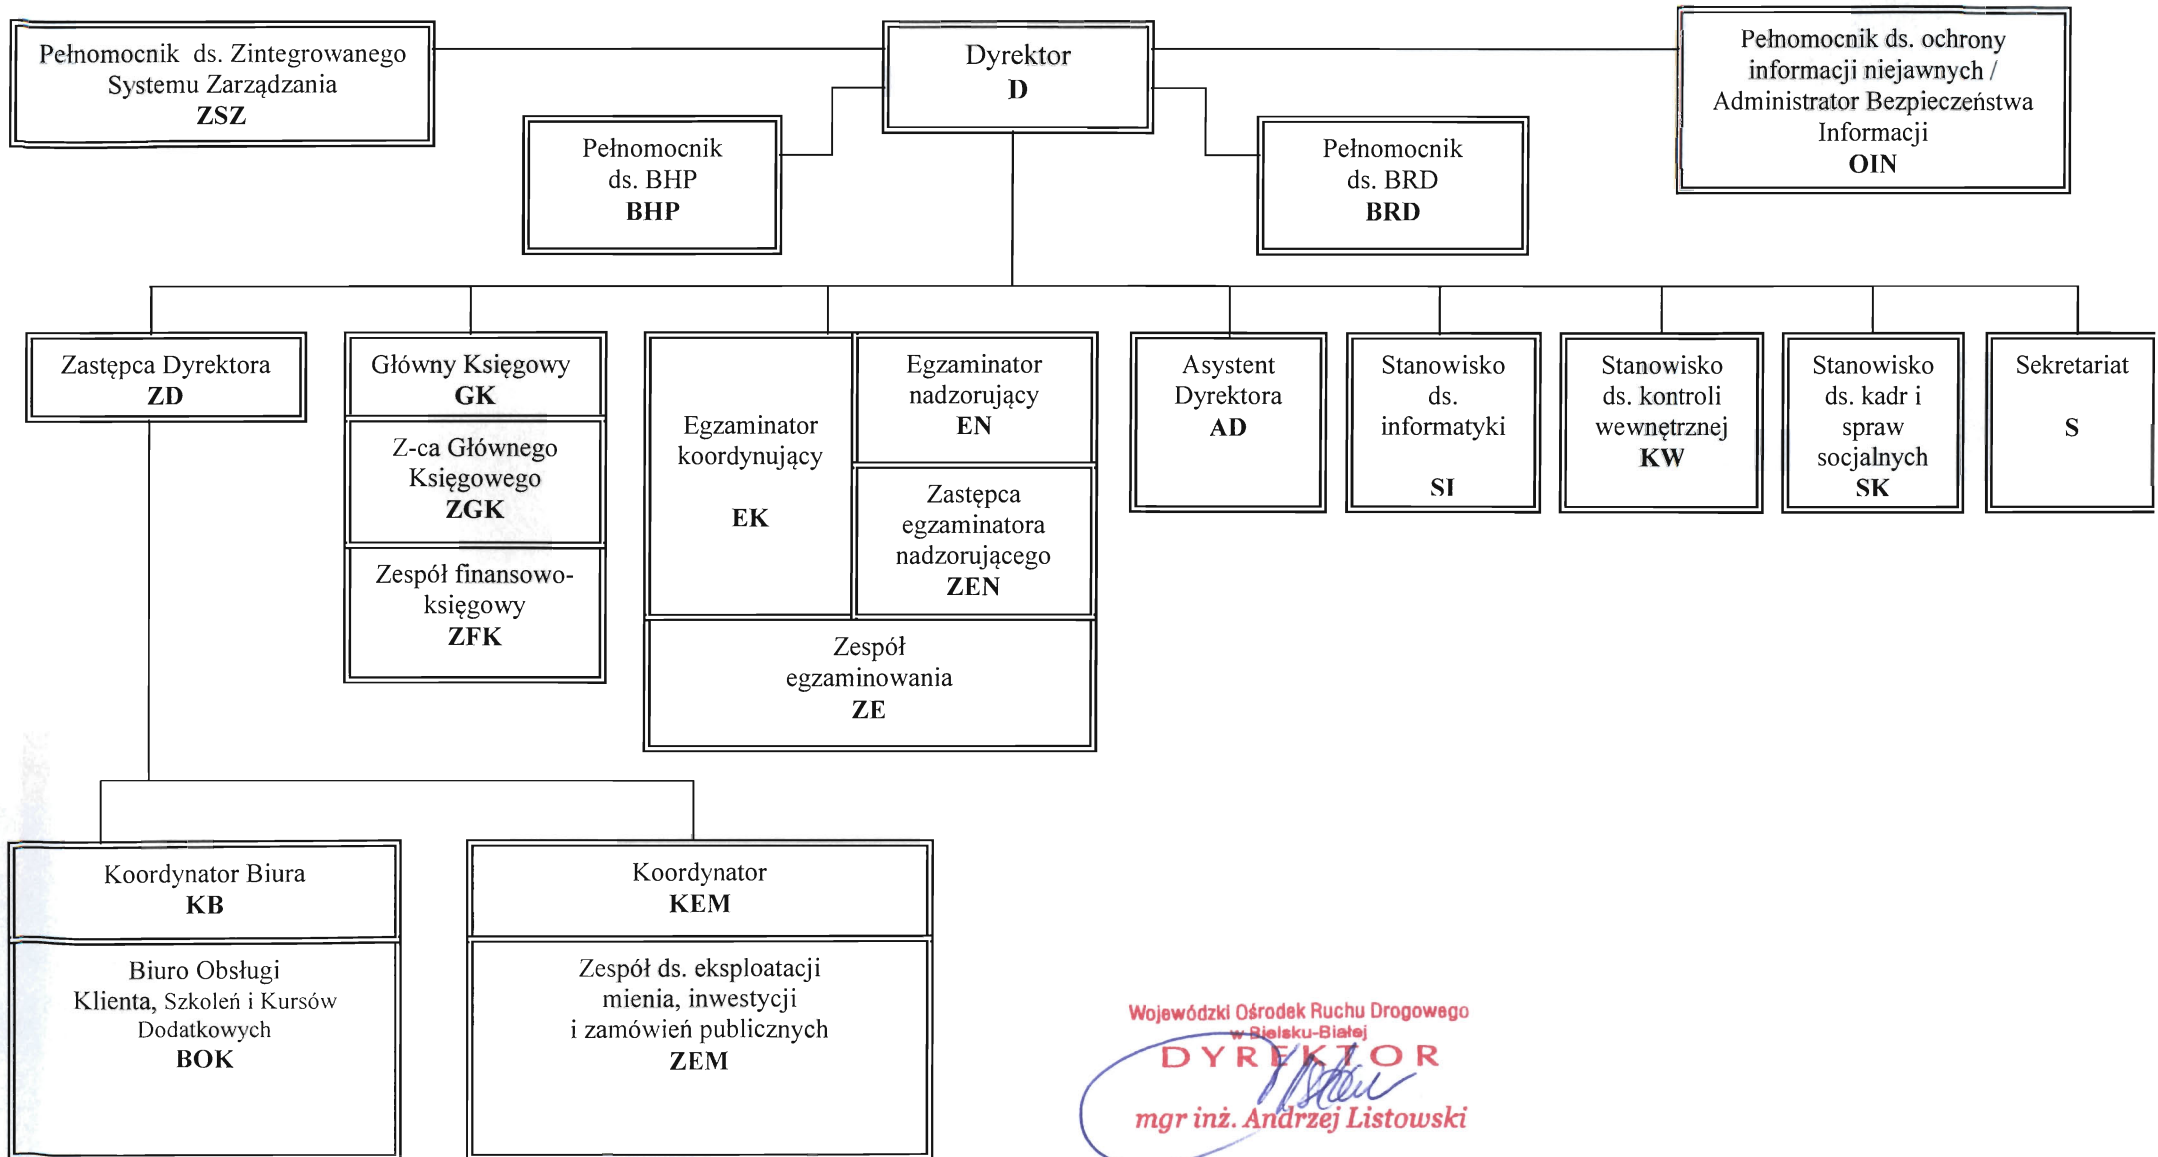 Pełnomocnik ds. Zintegrowanego
Systemu Zarządzania
ZSZ
Dyrektor
D
Pełnomocnik ds. ochrony
informacji niejawnych /
Administrator Bezpieczeństwa
Informacji
OIN
Pełnomocnik
ds. BHP
BHP
Pełnomocnik
ds. BRD
BRD
Zastępca Dyrektora
ZD
Główny Księgowy
GK
Z-ca Głównego
Księgowego
ZGK
Zespół finansowo-
księgowy
ZFK
Egzaminator
koordynujący
EK
Egzaminator
nadzorujący
EN
Zastępca
egzaminatora
nadzorującego
ZEN
Zespół
egzaminowania
ZE
Asystent
Dyrektora
AD
Stanowisko
ds.
informatyki
SI
Stanowisko
ds. kontroli
wewnętrznej
KW
Stanowisko
ds. kadr i
spraw
socjalnych
SK
Sekretariat
S
Koordynator Biura
KB
Biuro Obsługi
Klienta, Szkoleń i Kursów
Dodatkowych
BOK
Koordynator
KEM
Zespół ds. eksploatacji
mienia, inwestycji
i zamówień publicznych
ZEM
Wojewódzki Ośrodek Ruchu Drogowego
w Bielsku-Białej
DYREKTOR
mgr inż. Andrzej Listowski